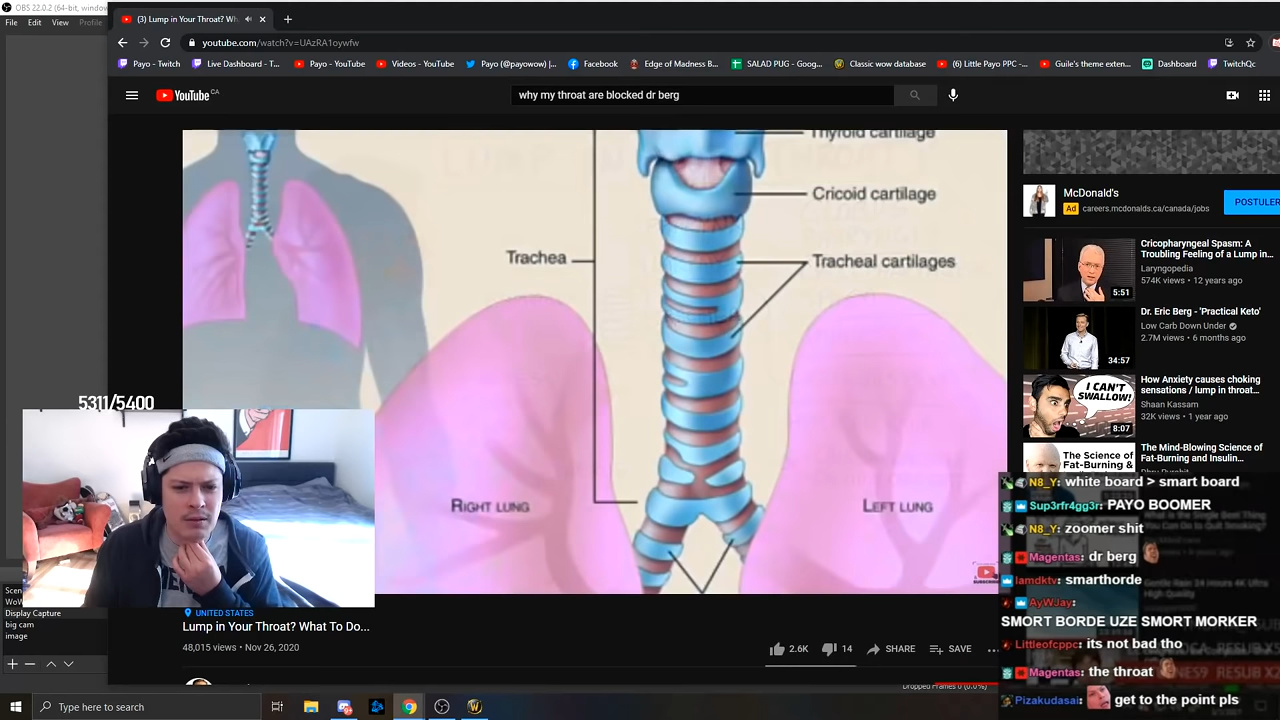 OBS 22.0.2 (64-bit, window
File Edit View Profile
(3) Lump in Your Throat? Wh
youtube.com/watch?v=UAzRA1oywfw
Payo - Twitch
Live Dashboard - T...
Payo - YouTube
Videos - YouTube
Payo (@payowow) |...
Facebook
Edge of Madness B...
SALAD PUG - Goog...
Classic wow database
(6) Little Payo PPC -...
Guile's theme exten...
Dashboard
TwitchQc
YouTube CA
why my throat are blocked dr berg
Thyroid cartilage
Cricoid cartilage
Trachea
Tracheal cartilages
RIGHT LUNG
LEFT LUNG
SUBSCRIBE
McDonald's
Ad careers.mcdonalds.ca/canada/jobs
POSTULER
Cricopharyngeal Spasm: A
Troubling Feeling of a Lump in...
Laryngopedia
574K views • 12 years ago
5:51
Dr. Eric Berg - 'Practical Keto'
Low Carb Down Under
2.7M views • 6 months ago
34:57
I CAN'T
SWALLOW!
8:07
How Anxiety causes choking
sensations / lump in throat...
Shaan Kassam
32K views • 1 year ago
The Science of
Fat-Burning &
The Mind-Blowing Science of
Fat-Burning and Insulin...
5311/5400
N8_Y: white board > smart board
Sup3rfr4gg3r: PAYO BOOMER
N8_Y: zoomer shit
Magentas: dr berg
Iamdktv: smarthorde
AyWJay:
SMORT BORDE UZE SMORT MORKER
Littleofcppc: its not bad tho
Magentas: the throat
Pizakudasai: get to the point pls
UNITED STATES
Lump in Your Throat? What To Do...
48,015 views • Nov 26, 2020
2.6K
14
SHARE
SAVE
Scen
WoW
Display Capture
big cam
image
Dropped Frames 0 (0.0%)
Type here to search